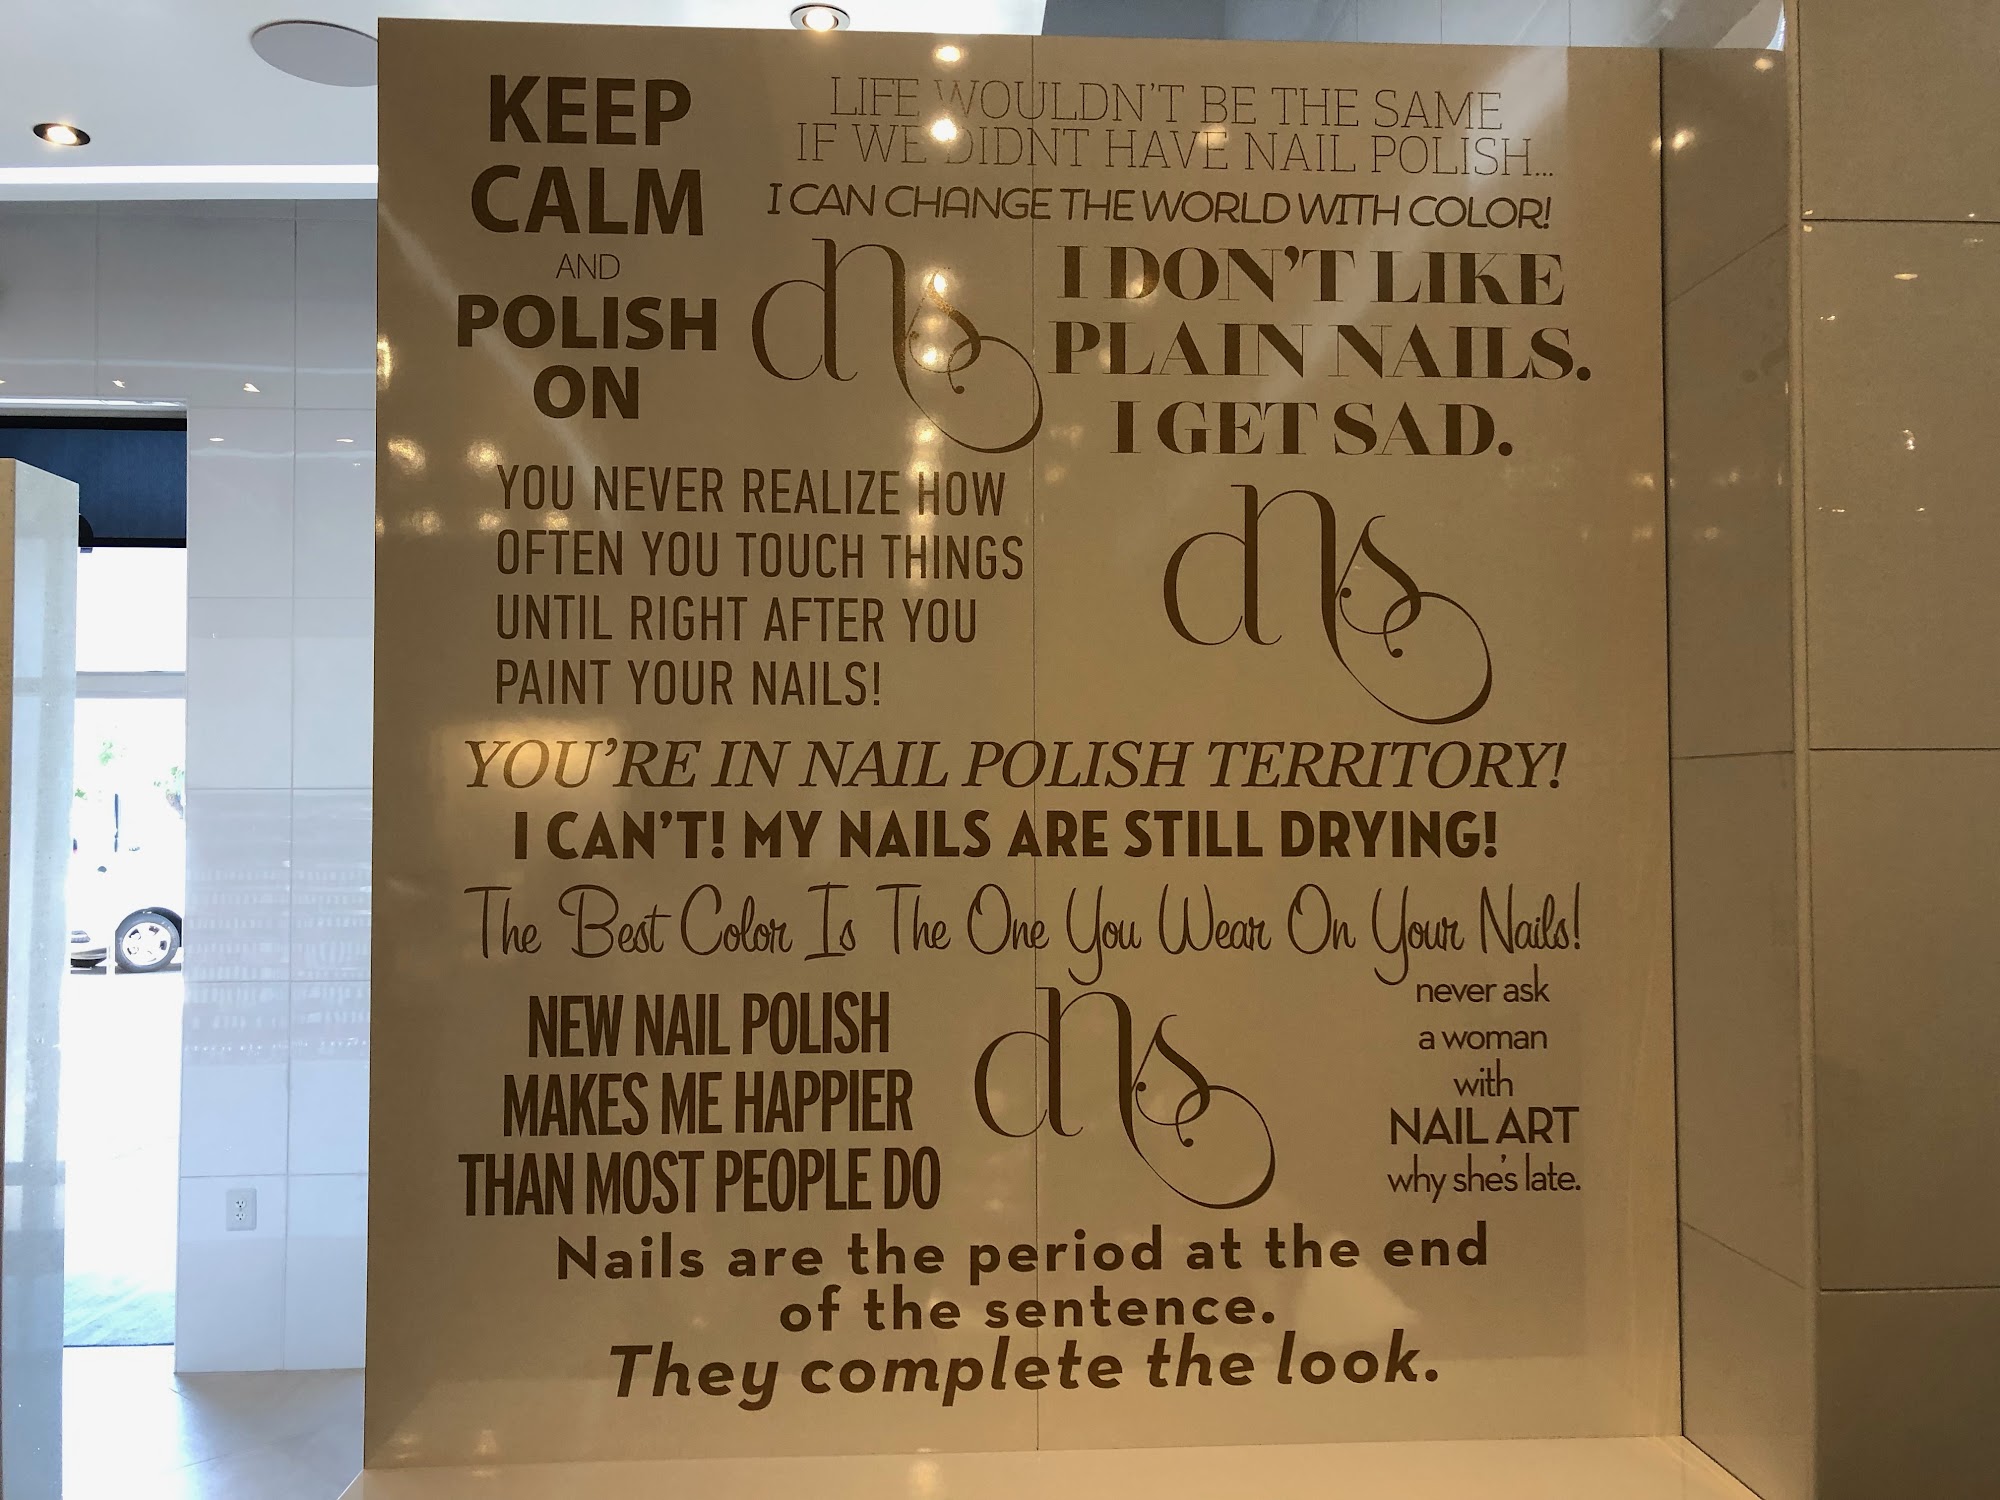 KEEP
CALM
AND
POLISH
ON
LIFE WOULDN'T BE THE SAME
IF WE DIDNT HAVE NAIL POLISH...
I CAN CHANGE THE WORLD WITH COLOR!
dns
I DON'T LIKE
PLAIN NAILS.
I GET SAD.
YOU NEVER REALIZE HOW
OFTEN YOU TOUCH THINGS
UNTIL RIGHT AFTER YOU
PAINT YOUR NAILS!
dns
YOU'RE IN NAIL POLISH TERRITORY!
I CAN'T! MY NAILS ARE STILL DRYING!
The Best Color Is The One You Wear On Your Nails!
NEW NAIL POLISH
MAKES ME HAPPIER
THAN MOST PEOPLE DO
dns
never ask
a woman
with
NAIL ART
why she's late.
Nails are the period at the end
of the sentence.
They complete the look.